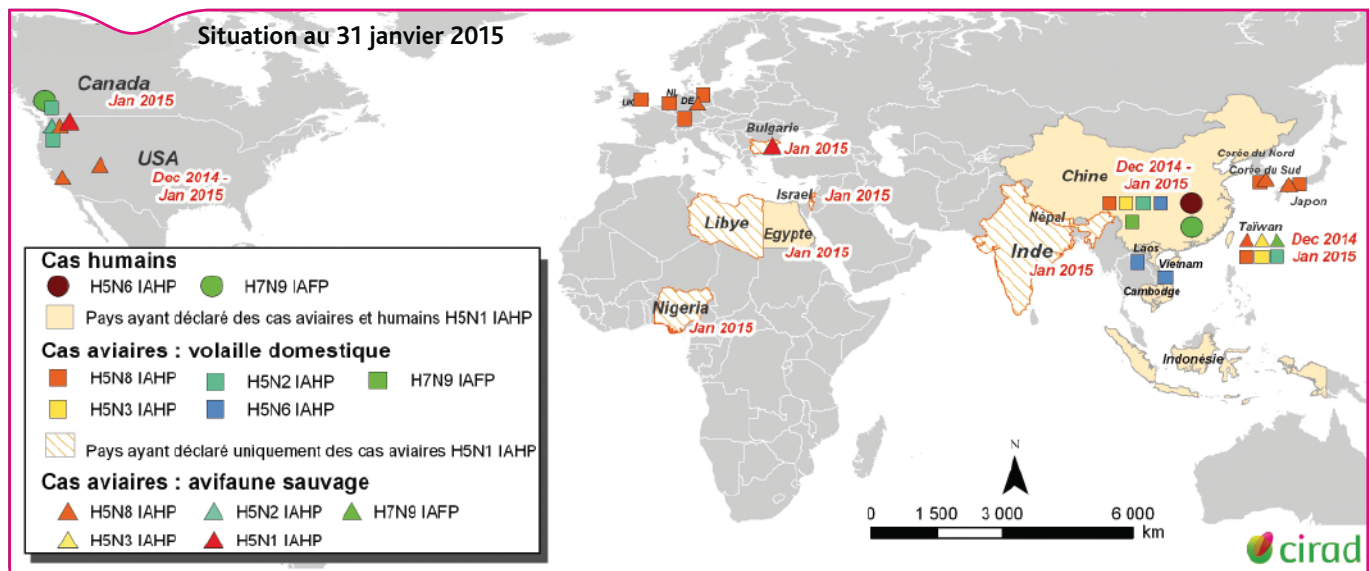 Situation au 31 janvier 2015
Canada
Jan 2015
USA
Dec 2014 -
Jan 2015
UK
NL
DE
Bulgarie
Jan 2015
Israel
Jan 2015
Libye
Egypte
Jan 2015
Nigeria
Jan 2015
Chine
Dec 2014 -
Jan 2015
Corée du Nord
Corée du Sud
Japon
Népal
Inde
Jan 2015
Taïwan
Dec 2014
Jan 2015
Laos
Vietnam
Cambodge
Indonésie
Cas humains
H5N6 IAHP
H7N9 IAFP
Pays ayant déclaré des cas aviaires et humains H5N1 IAHP
Cas aviaires : volaille domestique
H5N8 IAHP
H5N2 IAHP
H7N9 IAFP
H5N3 IAHP
H5N6 IAHP
Pays ayant déclaré uniquement des cas aviaires H5N1 IAHP
Cas aviaires : avifaune sauvage
H5N8 IAHP
H5N2 IAHP
H7N9 IAFP
H5N3 IAHP
H5N1 IAHP
N
0 1 500 3 000 6 000
km
cirad